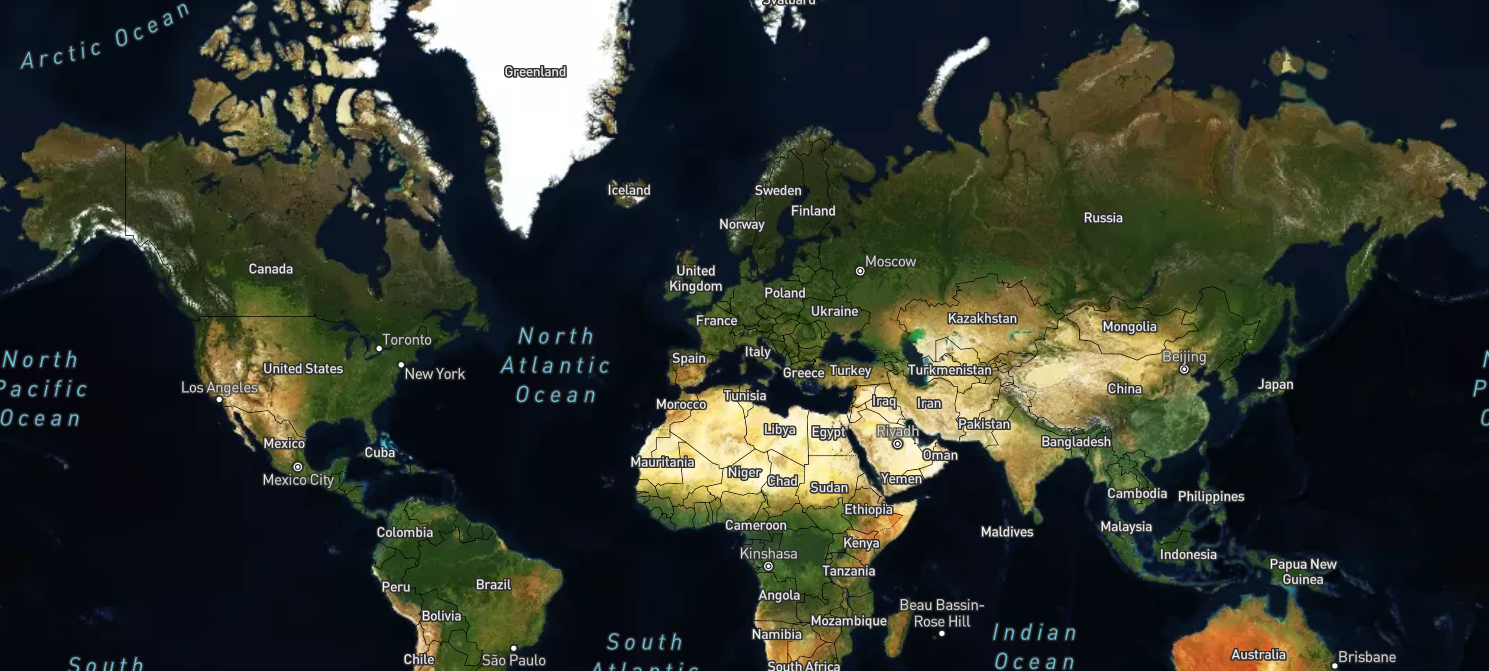 Svalbard
Arctic Ocean
Greenland
Iceland
Sweden
Finland
Norway
Russia
Canada
Moscow
United
Kingdom
Poland
Ukraine
France
Kazakhstan
Mongolia
North
Atlantic
Ocean
Toronto
New York
United States
Los Angeles
North
Pacific
Ocean
Spain
Italy
Greece
Turkey
Turkmenistan
Beijing
China
Japan
Morocco
Tunisia
Iraq
Iran
Libya
Egypt
Riyadh
Pakistan
Bangladesh
Mexico
Cuba
Mexico City
Mauritania
Niger
Chad
Sudan
Oman
Yemen
Cambodia
Philippines
Ethiopia
Colombia
Cameroon
Maldives
Malaysia
Kenya
Kinshasa
Indonesia
Tanzania
Papua New
Guinea
Peru
Brazil
Angola
Bolivia
Mozambique
Beau Bassin-
Rose Hill
Namibia
Indian
Ocean
South
Atlantic
Chile
São Paulo
South Africa
Australia
Brisbane
South